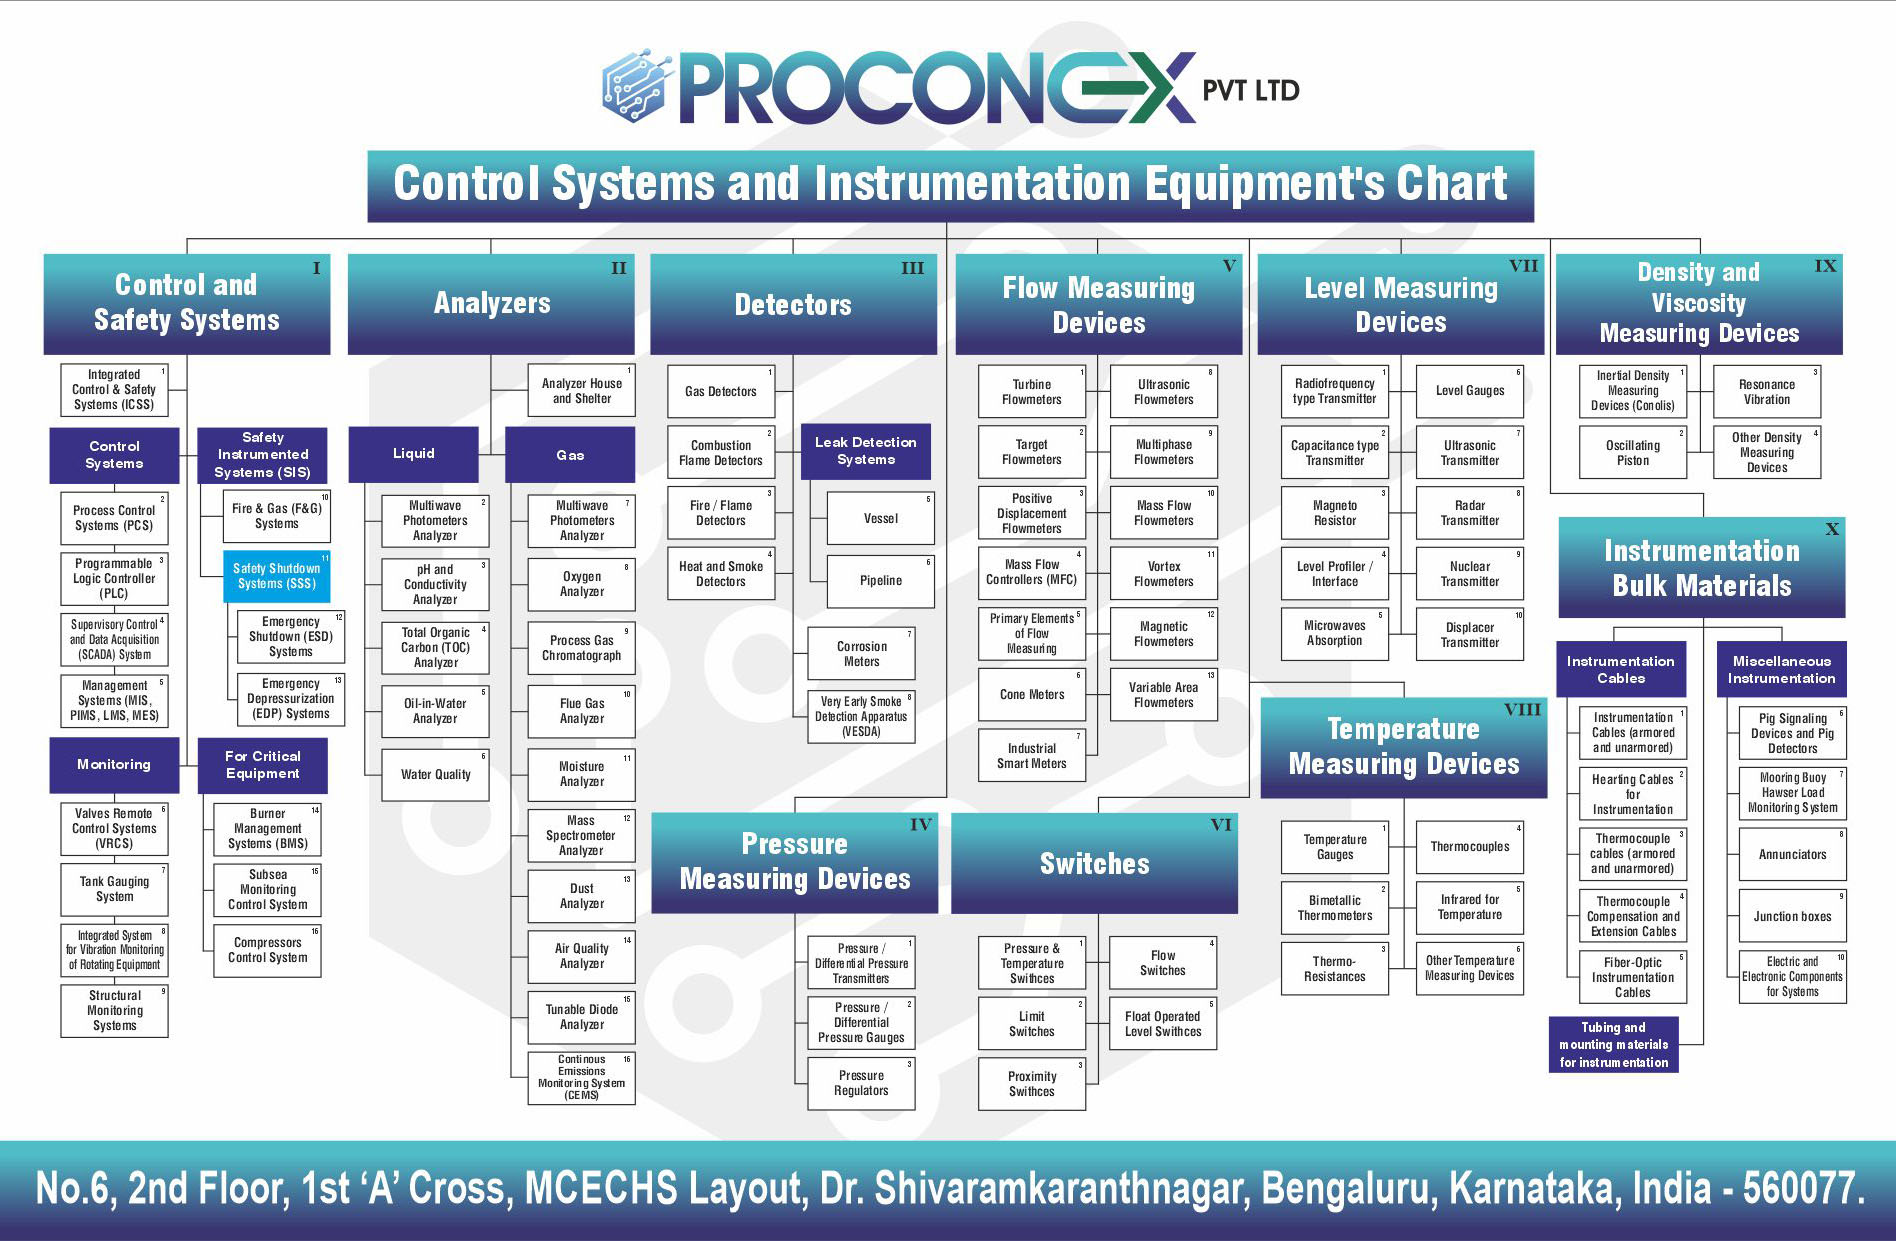 PROCONEX PVT LTD
Control Systems and Instrumentation Equipment's Chart
I
Control and
Safety Systems
1
Integrated
Control & Safety
Systems (ICSS)
Control
Systems
2
Process Control
Systems (PCS)
3
Programmable
Logic Controller
(PLC)
4
Supervisory Control
and Data Acquisition
(SCADA) System
5
Management
Systems (MIS,
PIMS, LMS, MES)
Safety
Instrumented
Systems (SIS)
10
Fire & Gas (F&G)
Systems
11
Safety Shutdown
Systems (SSS)
12
Emergency
Shutdown (ESD)
Systems
13
Emergency
Depressurization
(EDP) Systems
Monitoring
6
Valves Remote
Control Systems
(VRCS)
7
Tank Gauging
System
8
Integrated System
for Vibration Monitoring
of Rotating Equipment
9
Structural
Monitoring
Systems
For Critical
Equipment
14
Burner
Management
Systems (BMS)
15
Subsea
Monitoring
Control System
16
Compressors
Control System
II
Analyzers
1
Analyzer House
and Shelter
Liquid
2
Multiwave
Photometers
Analyzer
3
pH and
Conductivity
Analyzer
4
Total Organic
Carbon (TOC)
Analyzer
5
Oil-in-Water
Analyzer
6
Water Quality
Gas
7
Multiwave
Photometers
Analyzer
8
Oxygen
Analyzer
9
Process Gas
Chromatograph
10
Flue Gas
Analyzer
11
Moisture
Analyzer
12
Mass
Spectrometer
Analyzer
13
Dust
Analyzer
14
Air Quality
Analyzer
15
Tunable Diode
Analyzer
16
Continous
Emissions
Monitoring System
(CEMS)
III
Detectors
1
Gas Detectors
2
Combustion
Flame Detectors
3
Fire / Flame
Detectors
4
Heat and Smoke
Detectors
Leak Detection
Systems
5
Vessel
6
Pipeline
7
Corrosion
Meters
8
Very Early Smoke
Detection Apparatus
(VESDA)
IV
Pressure
Measuring Devices
1
Pressure /
Differential Pressure
Transmitters
2
Pressure /
Differential
Pressure Gauges
3
Pressure
Regulators
V
Flow Measuring
Devices
1
Turbine
Flowmeters
2
Target
Flowmeters
3
Positive
Displacement
Flowmeters
4
Mass Flow
Controllers (MFC)
5
Primary Elements
of Flow
Measuring
6
Cone Meters
7
Industrial
Smart Meters
8
Ultrasonic
Flowmeters
9
Multiphase
Flowmeters
10
Mass Flow
Flowmeters
11
Vortex
Flowmeters
12
Magnetic
Flowmeters
13
Variable Area
Flowmeters
VI
Switches
1
Pressure &
Temperature
Swithces
2
Limit
Switches
3
Proximity
Swithces
4
Flow
Switches
5
Float Operated
Level Swithces
VII
Level Measuring
Devices
1
Radiofrequency
type Transmitter
2
Capacitance type
Transmitter
3
Magneto
Resistor
4
Level Profiler /
Interface
5
Microwaves
Absorption
6
Level Gauges
7
Ultrasonic
Transmitter
8
Radar
Transmitter
9
Nuclear
Transmitter
10
Displacer
Transmitter
VIII
Temperature
Measuring Devices
1
Temperature
Gauges
2
Bimetallic
Thermometers
3
Thermo-
Resistances
4
Thermocouples
5
Infrared for
Temperature
6
Other Temperature
Measuring Devices
IX
Density and
Viscosity
Measuring Devices
1
Inertial Density
Measuring
Devices (Conolis)
2
Oscillating
Piston
3
Resonance
Vibration
4
Other Density
Measuring
Devices
X
Instrumentation
Bulk Materials
Instrumentation
Cables
1
Instrumentation
Cables (armored
and unarmored)
2
Hearting Cables
for
Instrumentation
3
Thermocouple
cables (armored
and unarmored)
4
Thermocouple
Compensation and
Extension Cables
5
Fiber-Optic
Instrumentation
Cables
Miscellaneous
Instrumentation
6
Pig Signaling
Devices and Pig
Detectors
7
Mooring Buoy
Hawser Load
Monitoring System
8
Annunciators
9
Junction boxes
10
Electric and
Electronic Components
for Systems
Tubing and
mounting materials
for instrumentation
No.6, 2nd Floor, 1st ‘A’ Cross, MCECHS Layout, Dr. Shivaramkaranthnagar, Bengaluru, Karnataka, India - 560077.